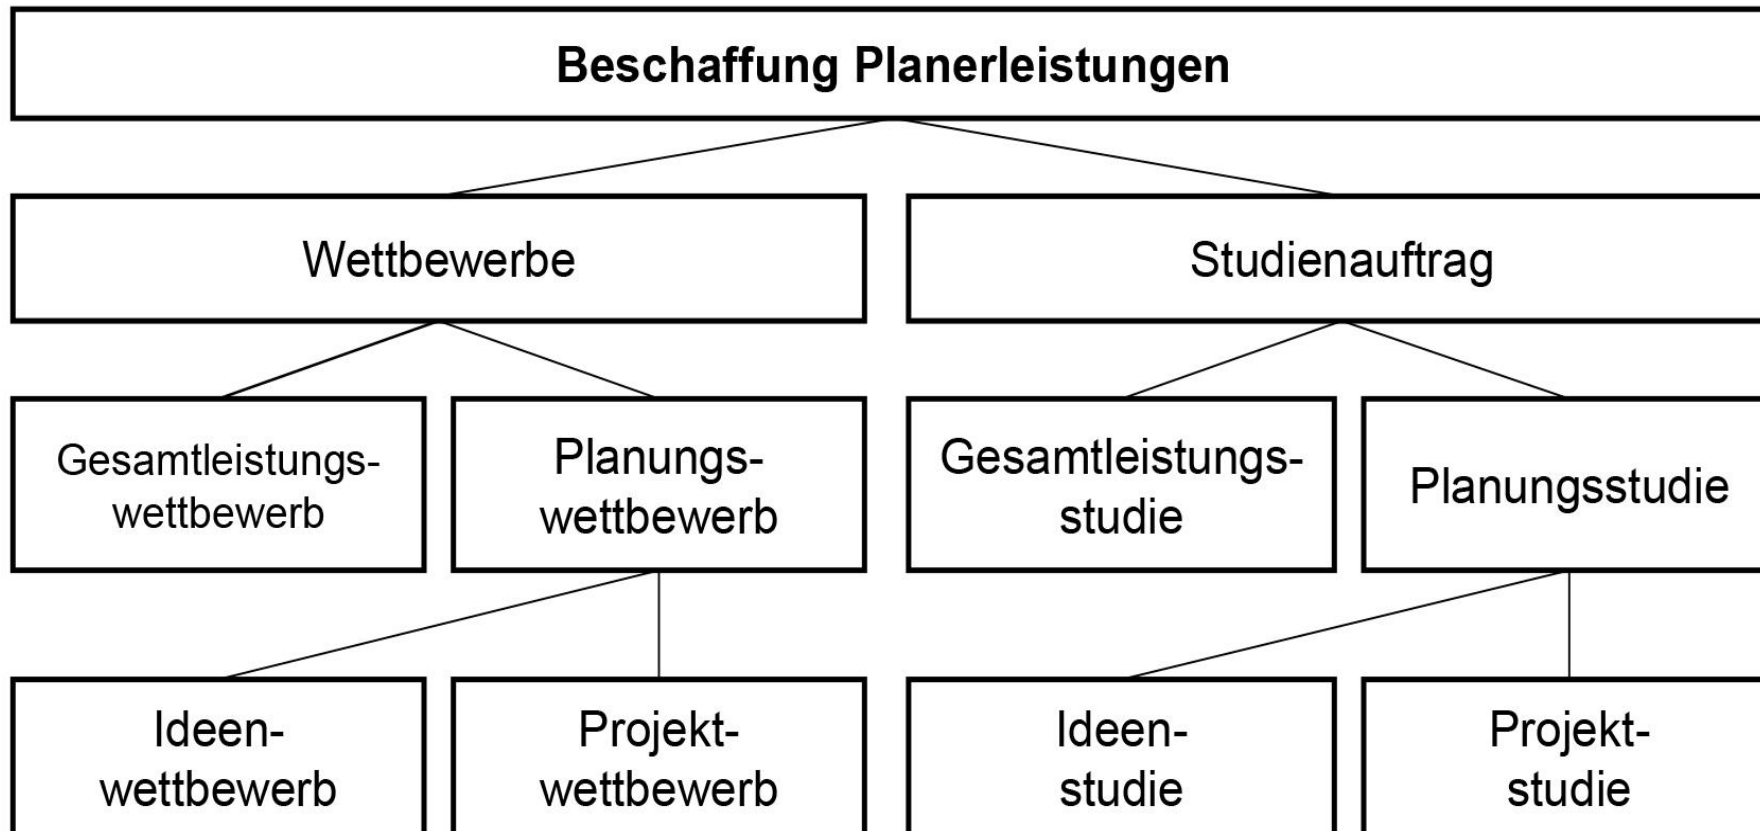 Beschaffung Planerleistungen
Wettbewerbe
Studienauftrag
Gesamtleistungs-
wettbewerb
Planungs-
wettbewerb
Gesamtleistungs-
studie
Planungsstudie
Ideen-
wettbewerb
Projekt-
wettbewerb
Ideen-
studie
Projekt-
studie